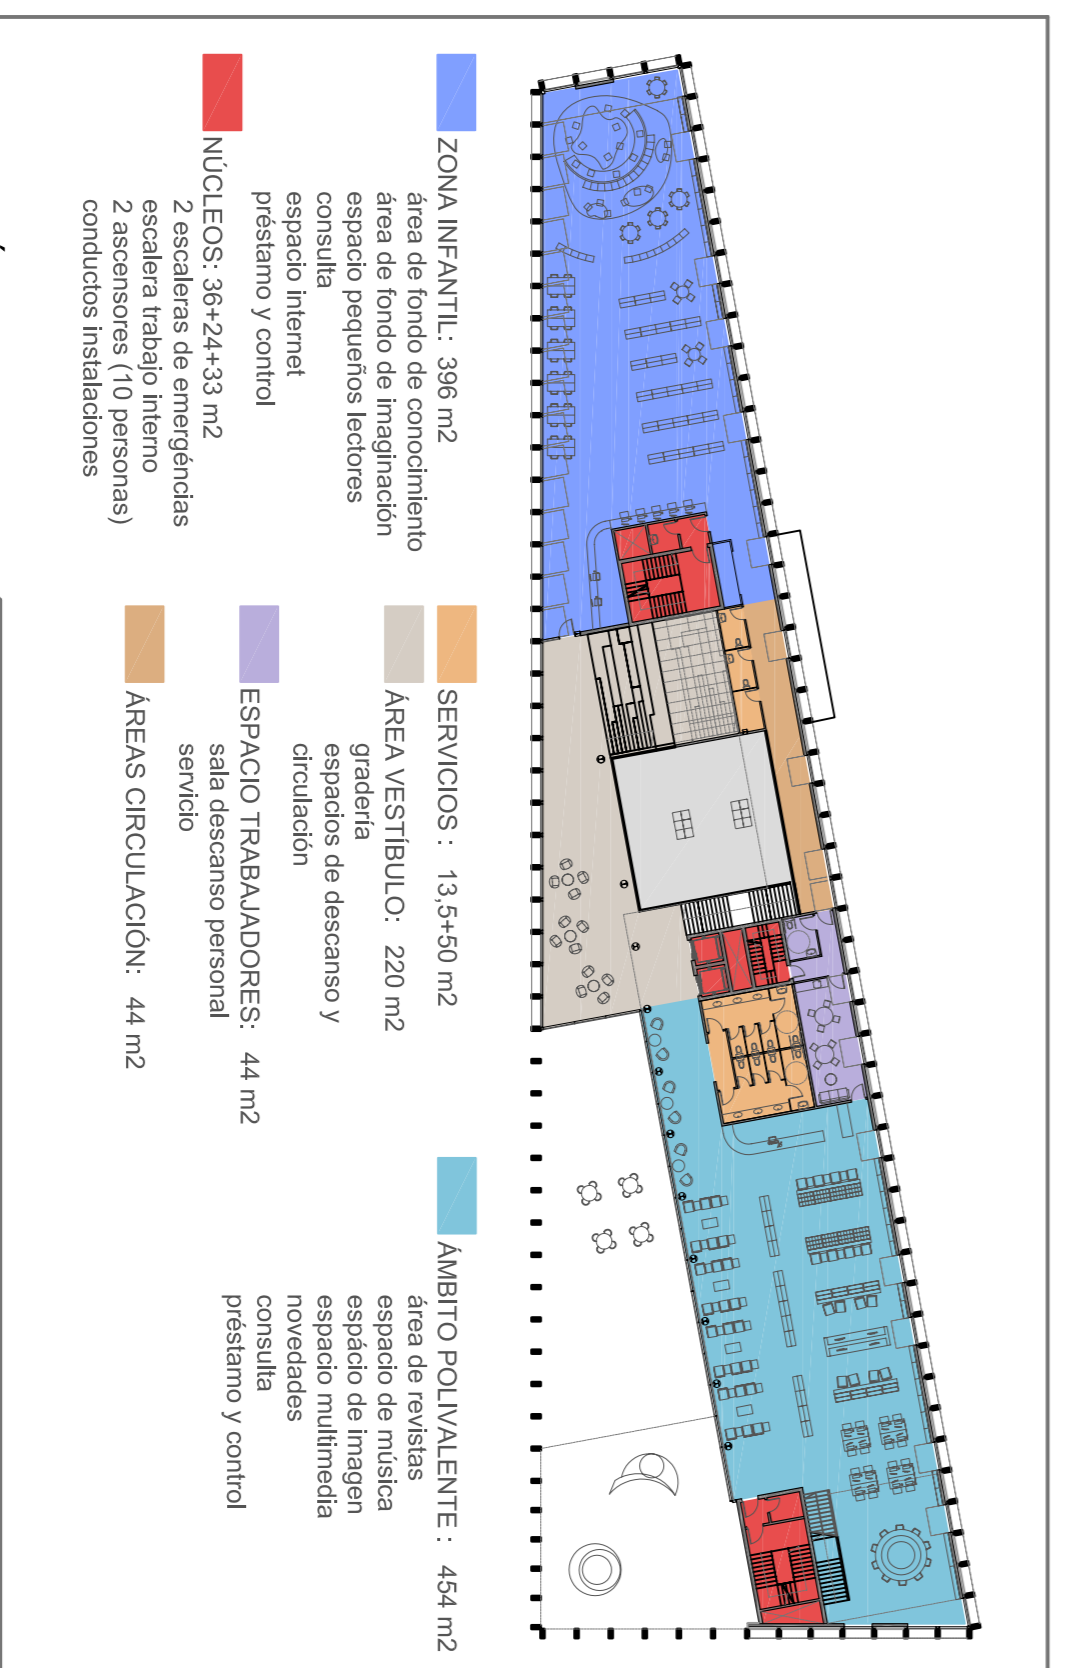 ZONA INFANTIL: 396 m2
área de fondo de conocimiento
área de fondo de imaginación
espacio pequeños lectores
consulta
espacio internet
préstamo y control
NÚCLEOS: 36+24+33 m2
2 escaleras de emergéncias
escalera trabajo interno
2 ascensores (10 personas)
conductos instalaciones
SERVICIOS : 13,5+50 m2
ÁREA VESTÍBULO: 220 m2
gradería
espacios de descanso y
circulación
ESPACIO TRABAJADORES: 44 m2
sala descanso personal
servicio
ÁREAS CIRCULACIÓN: 44 m2
ÁMBITO POLIVALENTE : 454 m2
área de revistas
espacio de música
espácio de imagen
espacio multimedia
novedades
consulta
préstamo y control